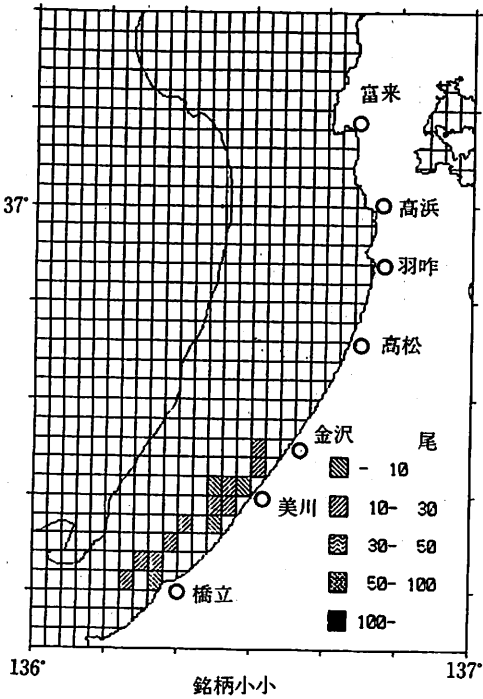 富来
37°
高浜
羽咋
高松
金沢
尾
- 10
美川
10- 30
30- 50
50- 100
橋立
100-
136°
137°
銘柄小小